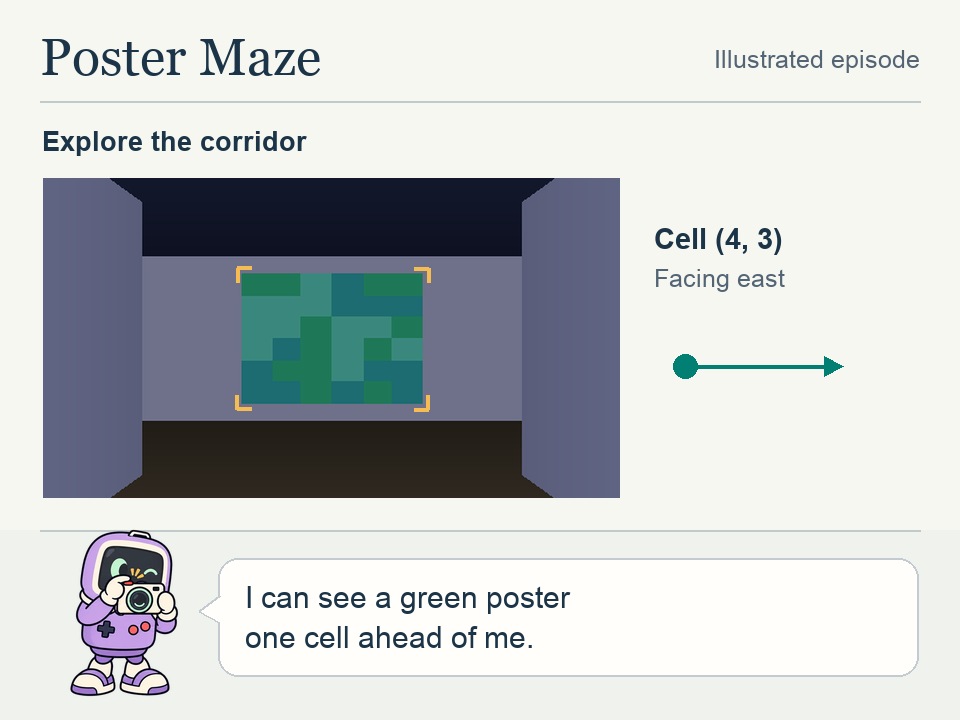 Poster Maze
Illustrated episode
Explore the corridor
Cell (4, 3)
Facing east
I can see a green poster
one cell ahead of me.